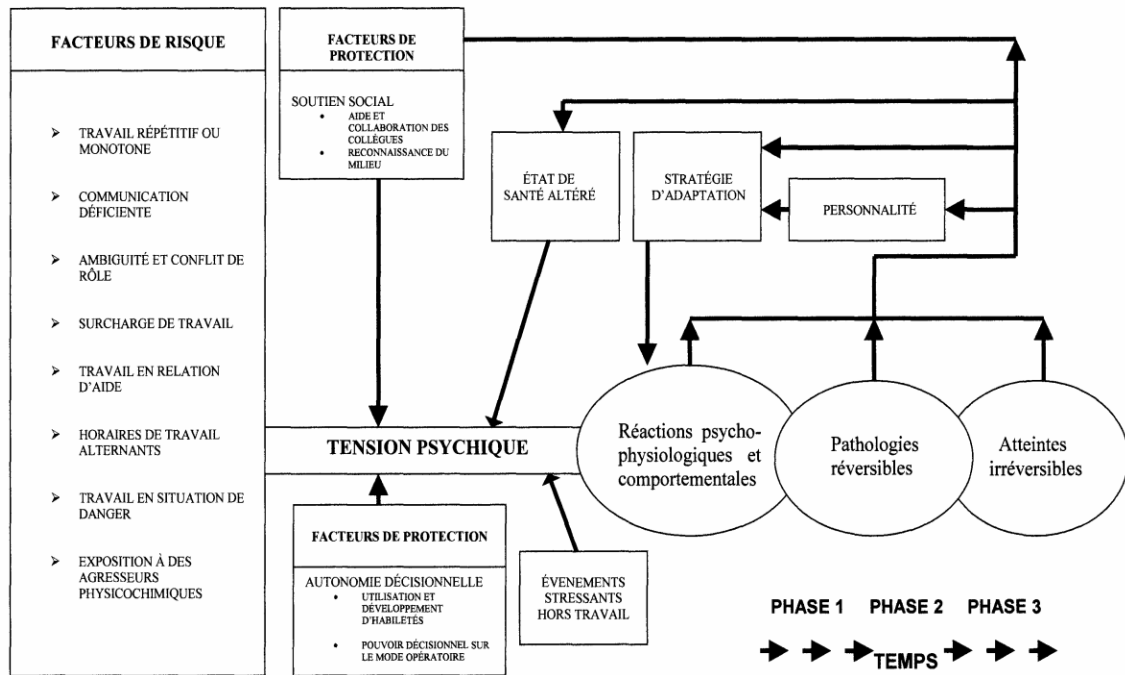 FACTEURS DE RISQUE
➢ TRAVAIL RÉPÉTITIF OU
MONOTONE
➢ COMMUNICATION
DÉFICIENTE
➢ AMBIGUITÉ ET CONFLIT DE
RÔLE
➢ SURCHARGE DE TRAVAIL
➢ TRAVAIL EN RELATION
D'AIDE
➢ HORAIRES DE TRAVAIL
ALTERNANTS
➢ TRAVAIL EN SITUATION DE
DANGER
➢ EXPOSITION À DES
AGRESSEURS
PHYSICOCHIMIQUES
FACTEURS DE
PROTECTION
SOUTIEN SOCIAL
• AIDE ET
COLLABORATION DES
COLLÈGUES
• RECONNAISSANCE DU
MILIEU
ÉTAT DE
SANTÉ ALTÉRÉ
STRATÉGIE
D'ADAPTATION
PERSONNALITÉ
TENSION PSYCHIQUE
Réactions psycho-
physiologiques et
comportementales
Pathologies
réversibles
Atteintes
irréversibles
FACTEURS DE PROTECTION
AUTONOMIE DÉCISIONNELLE
• UTILISATION ET
DÉVELOPPEMENT
D'HABILETÉS
• POUVOIR DÉCISIONNEL SUR
LE MODE OPÉRATOIRE
ÉVENEMENTS
STRESSANTS
HORS TRAVAIL
PHASE 1 PHASE 2 PHASE 3
TEMPS